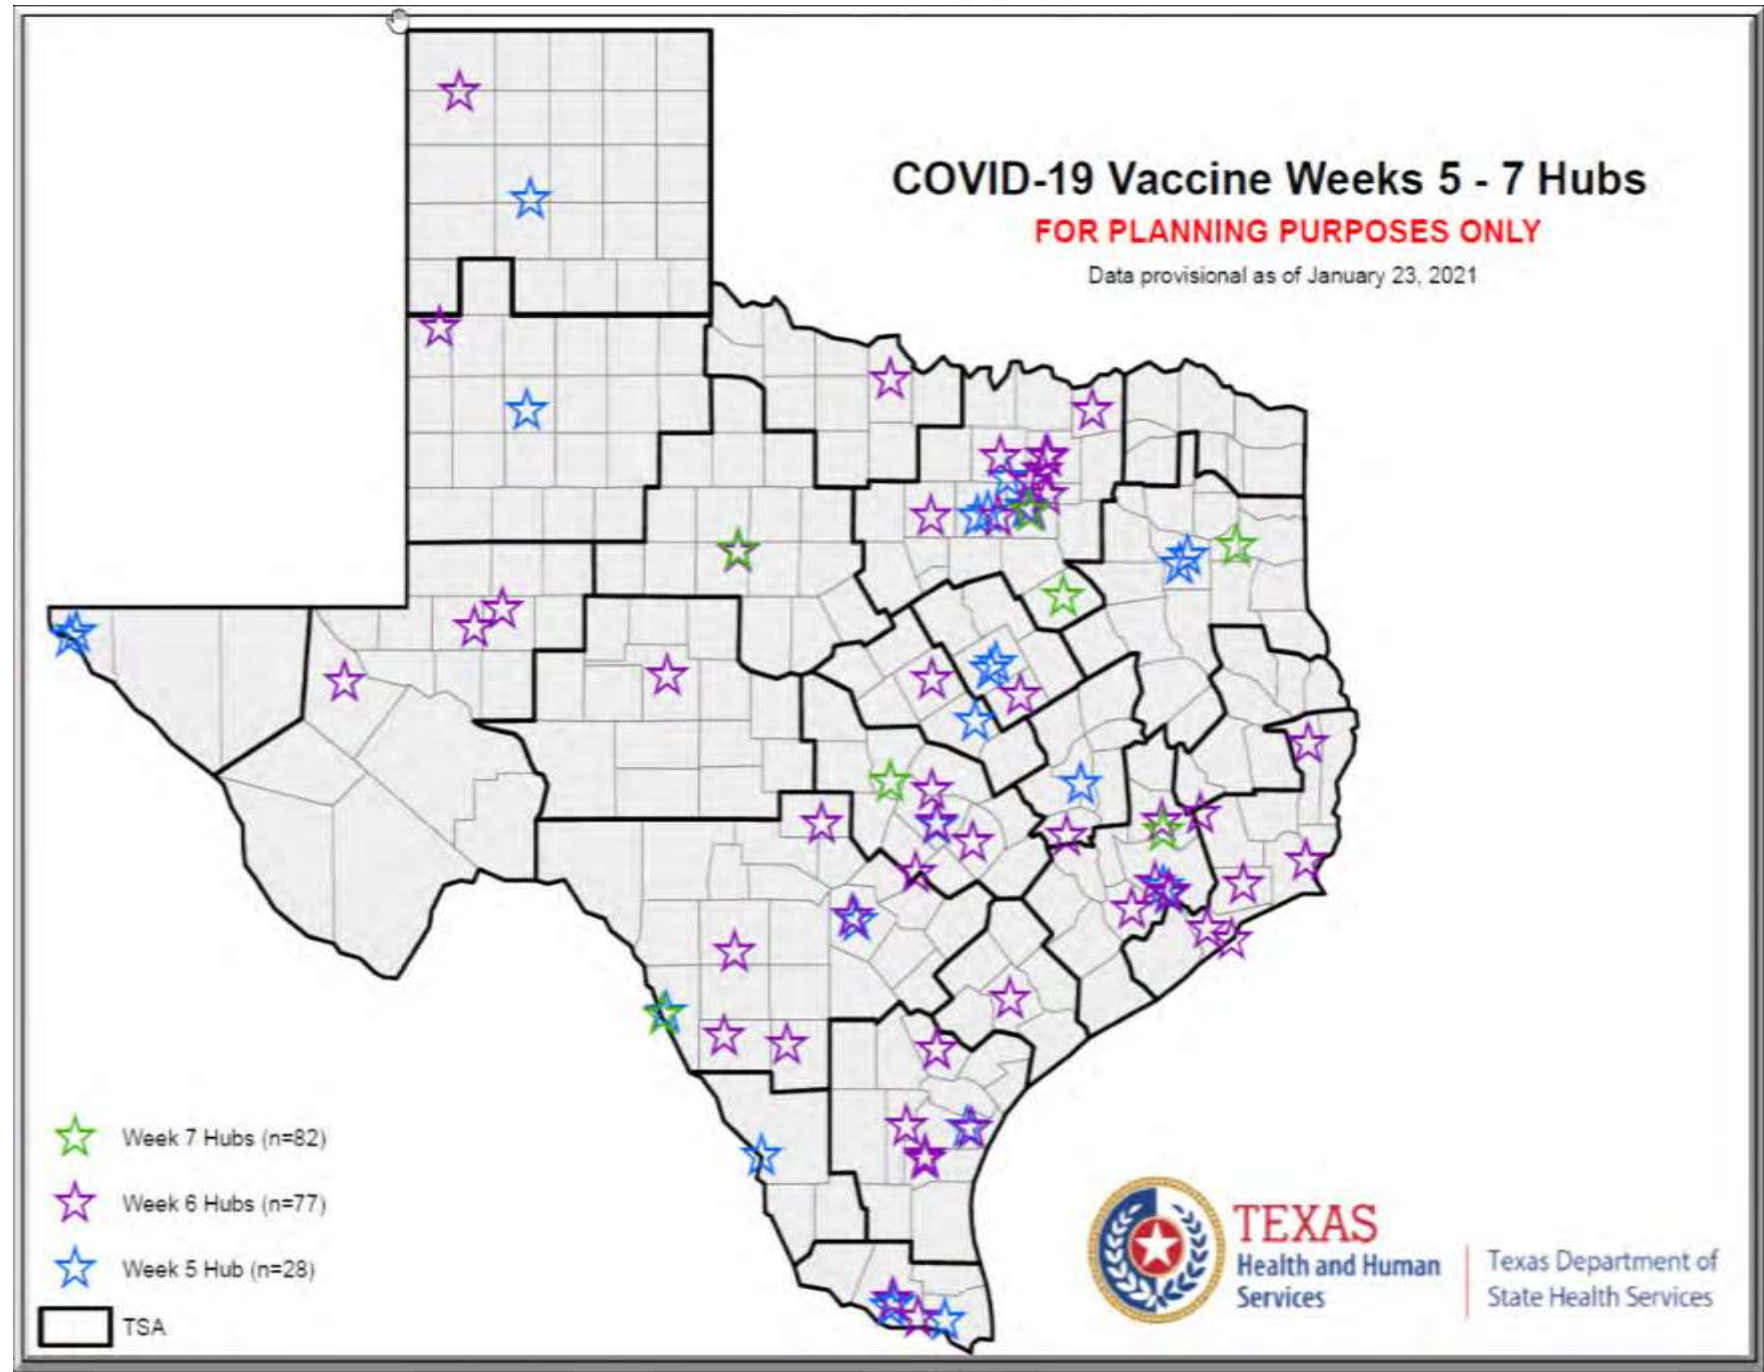 COVID-19 Vaccine Weeks 5 - 7 Hubs
FOR PLANNING PURPOSES ONLY
Data provisional as of January 23, 2021
Week 7 Hubs (n=82)
Week 6 Hubs (n=77)
Week 5 Hub (n=28)
TSA
TEXAS
Health and Human
Services
Texas Department of
State Health Services